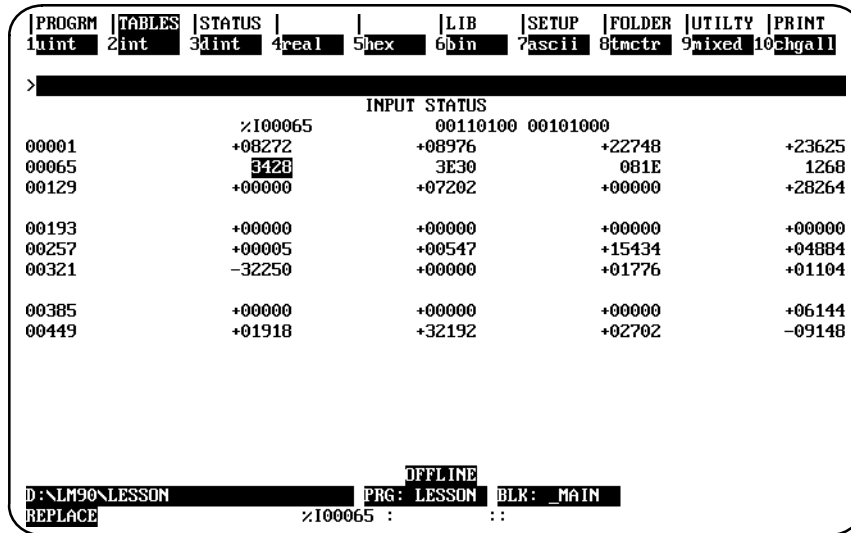 |PROGRM |TABLES |STATUS | | |LIB |SETUP |FOLDER |UTILTY |PRINT
1uint 2int 3dint 4real 5hex 6bin 7ascii 8tmctr 9mixed 10chgall
>
INPUT STATUS
%I00065 00110100 00101000
00001 +08272 +08976 +22748 +23625
00065 3428 3E30 081E 1268
00129 +00000 +07202 +00000 +28264
00193 +00000 +00000 +00000 +00000
00257 +00005 +00547 +15434 +04884
00321 -32250 +00000 +01776 +01104
00385 +00000 +00000 +00000 +06144
00449 +01918 +32192 +02702 -09148
OFFLINE
D:\LM90\LESSON PRG: LESSON BLK: _MAIN
REPLACE %I00065 : ::